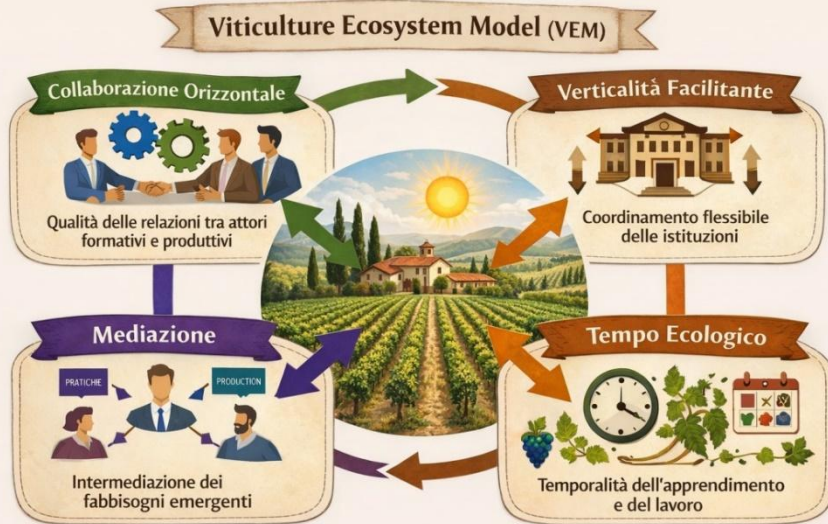 Viticulture Ecosystem Model (VEM)
Collaborazione Orizzontale
Qualità delle relazioni tra attori
formativi e produttivi
Verticalità Facilitante
Coordinamento flessibile
delle istituzioni
Mediazione
PRATICHE
PRODUCTION
Intermediazione dei
fabbisogni emergenti
Tempo Ecologico
Temporalità dell'apprendimento
e del lavoro